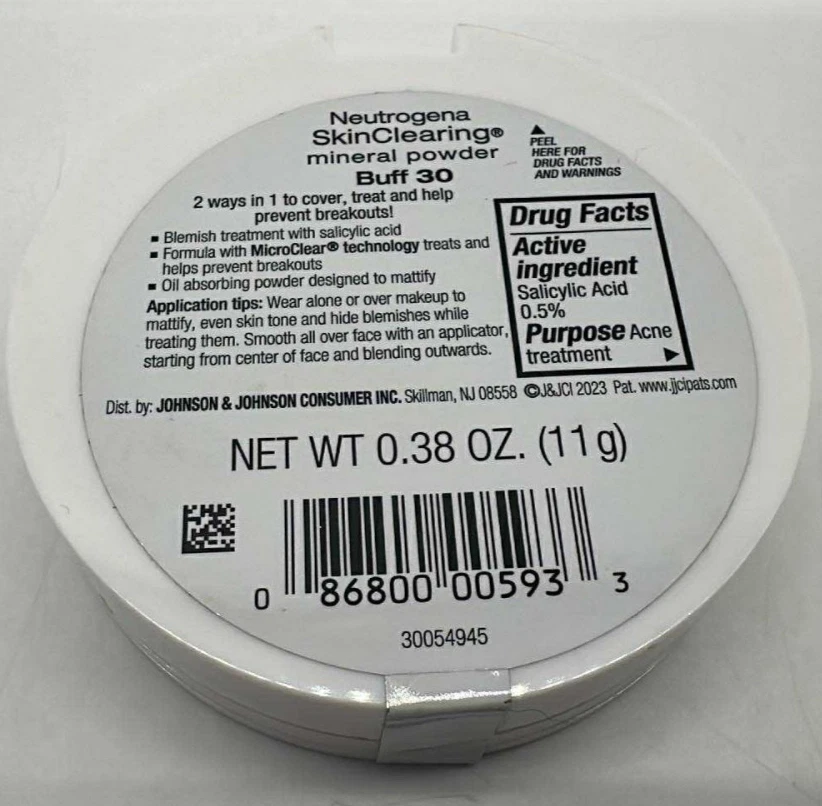 Neutrogena
SkinClearing®
mineral powder
Buff 30
▲
PEEL
HERE FOR
DRUG FACTS
AND WARNINGS
2 ways in 1 to cover, treat and help
prevent breakouts!
▪ Blemish treatment with salicylic acid
▪ Formula with MicroClear® technology treats and
helps prevent breakouts
▪ Oil absorbing powder designed to mattify
Application tips: Wear alone or over makeup to
mattify, even skin tone and hide blemishes while
treating them. Smooth all over face with an applicator,
starting from center of face and blending outwards.
Drug Facts
Active
ingredient
Salicylic Acid
0.5%
Purpose Acne
treatment ▶
Dist. by: JOHNSON & JOHNSON CONSUMER INC. Skillman, NJ 08558 ©J&JCI 2023 Pat. www.jjcipats.com
NET WT 0.38 OZ. (11 g)
0 86800 00593 3
30054945